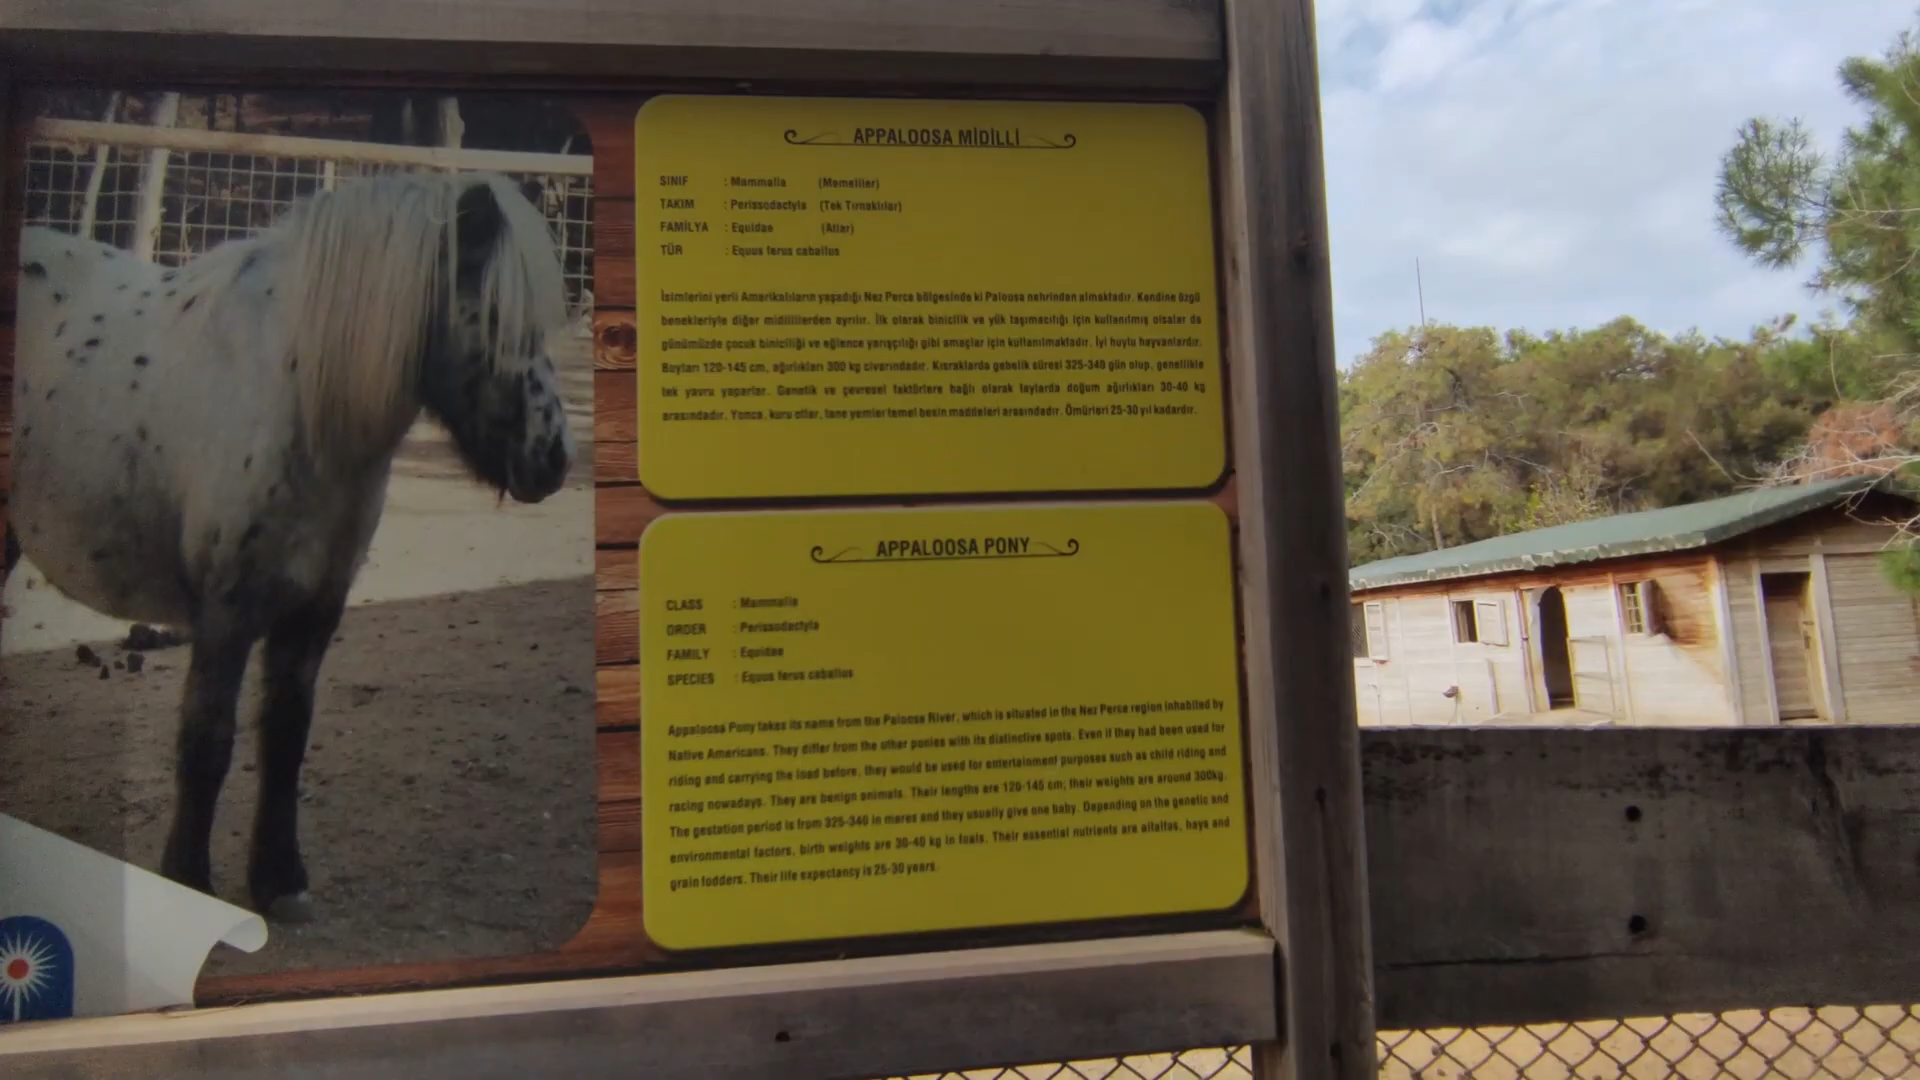 APPALOOSA MİDİLLİ
SINIF : Mammalia (Memeliler)
TAKIM : Perissodactyla (Tek Tırnaklılar)
FAMİLYA : Equidae (Atlar)
TÜR : Equus ferus caballus
İsimlerini yerli Amerikalıların yaşadığı Nez Perce bölgesinde ki Paloosa nehrinden almaktadır. Kendine özgü
benekleriyle diğer midillilerden ayrılır. İlk olarak binicilik ve yük taşımacılığı için kullanılmış olsalar da
günümüzde çocuk biniciliği ve eğlence yarışçılığı gibi amaçlar için kullanılmaktadır. İyi huylu hayvanlardır.
Boyları 120-145 cm, ağırlıkları 300 kg civarındadır. Kısraklarda gebelik süresi 325-340 gün olup, genellikle
tek yavru yaparlar. Genetik ve çevresel faktörlere bağlı olarak taylarda doğum ağırlıkları 30-40 kg
arasındadır. Yonca, kuru otlar, tane yemler temel besin maddeleri arasındadır. Ömürleri 25-30 yıl kadardır.
APPALOOSA PONY
CLASS : Mammalia
ORDER : Perissodactyla
FAMILY : Equidae
SPECIES : Equus ferus caballus
Appaloosa Pony takes its name from the Paloosa River, which is situated in the Nez Perce region inhabited by
Native Americans. They differ from the other ponies with its distinctive spots. Even if they had been used for
riding and carrying the load before, they would be used for entertainment purposes such as child riding and
racing nowadays. They are benign animals. Their lengths are 120-145 cm; their weights are around 300kg.
The gestation period is from 325-340 in mares and they usually give one baby. Depending on the genetic and
environmental factors, birth weights are 30-40 kg in foals. Their essential nutrients are alfalfas, hays and
grain fodders. Their life expectancy is 25-30 years.